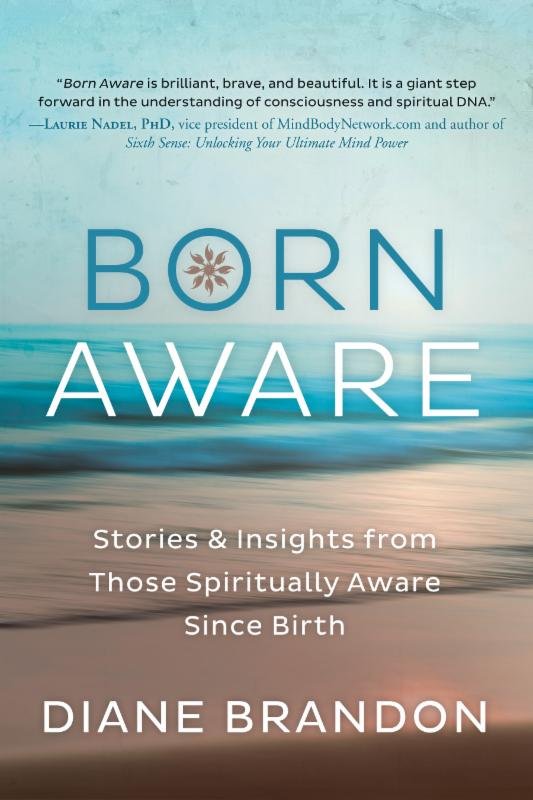 “Born Aware is brilliant, brave, and beautiful. It is a giant step
forward in the understanding of consciousness and spiritual DNA.”
—Laurie Nadel, PhD, vice president of MindBodyNetwork.com and author of
Sixth Sense: Unlocking Your Ultimate Mind Power
BORN
AWARE
Stories & Insights from
Those Spiritually Aware
Since Birth
DIANE BRANDON